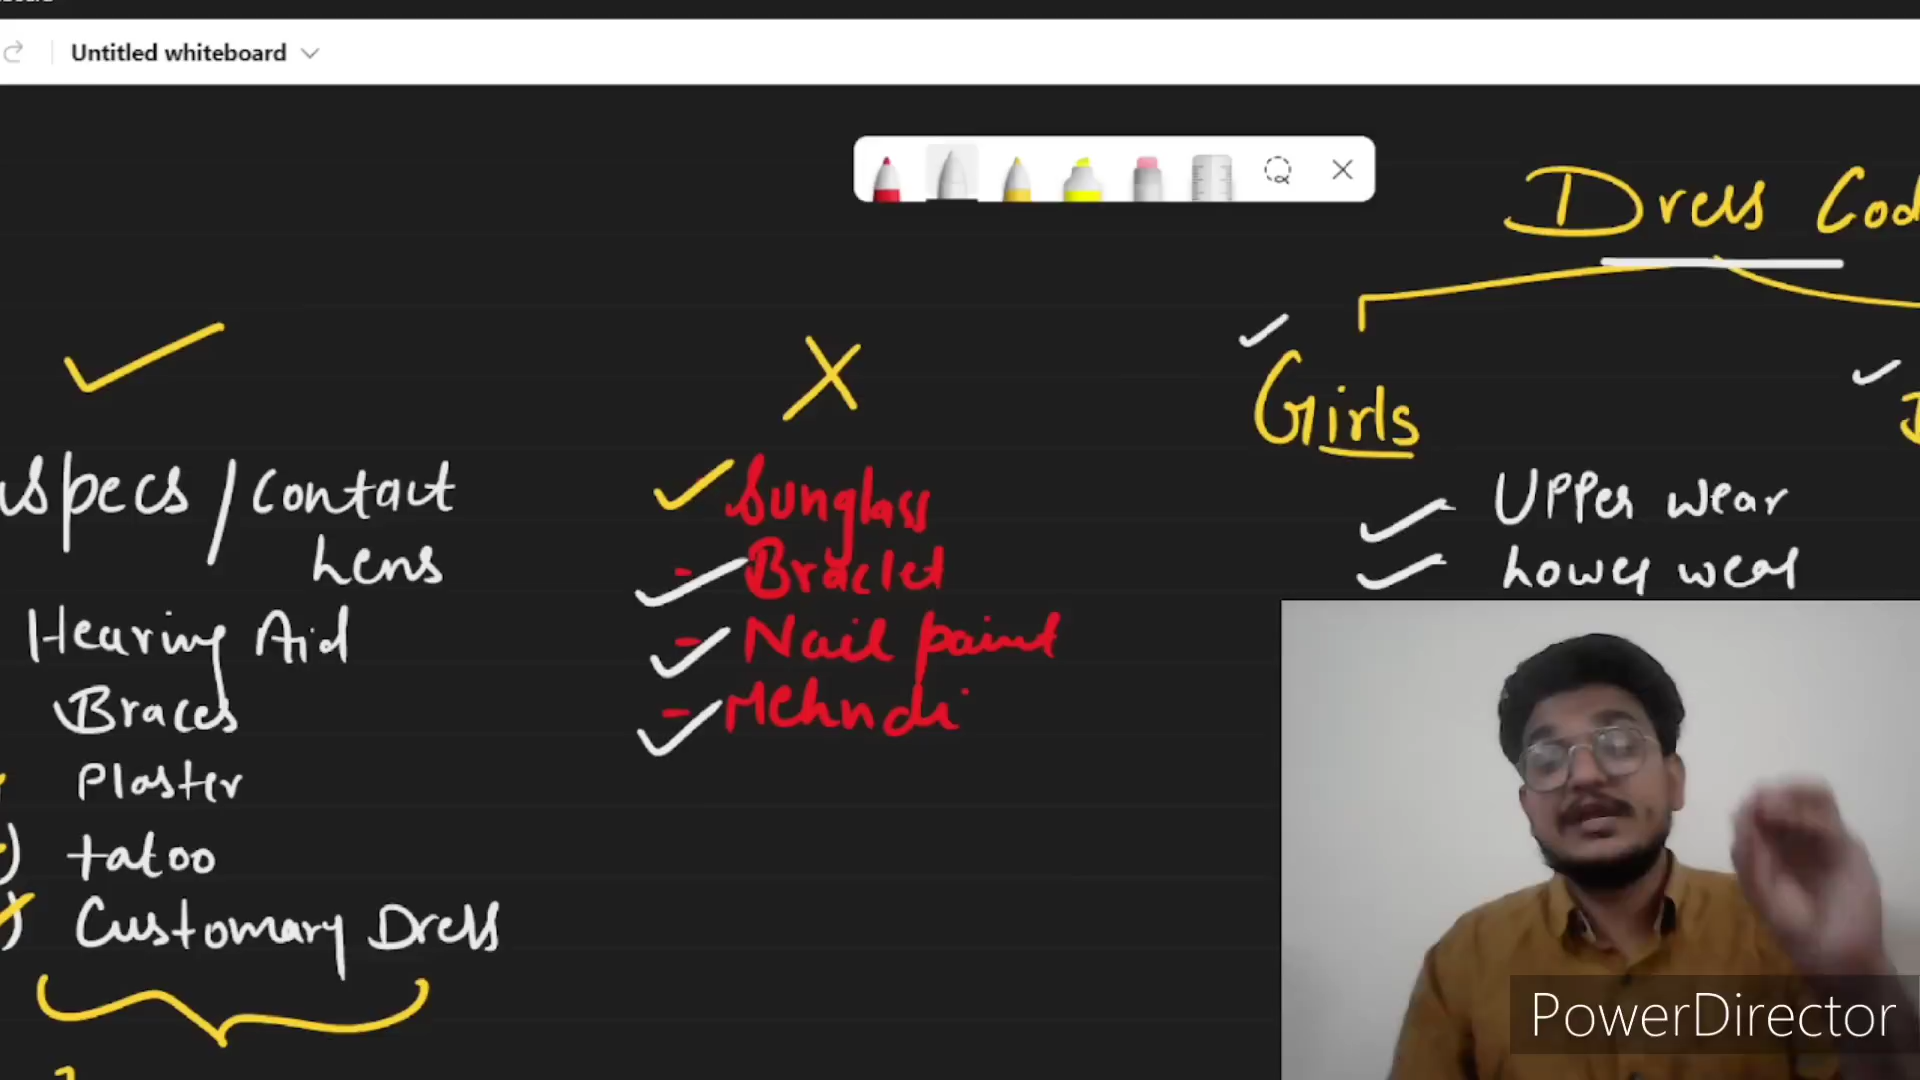 Untitled whiteboard
Dress Cod
Girls
specs / contact
Lens
Hearing Aid
Braces
Plaster
tatoo
Customary Dress
X
Sunglass
- Braclet
- Nail paint
- Mehndi
Upper wear
Lower wear
PowerDirector